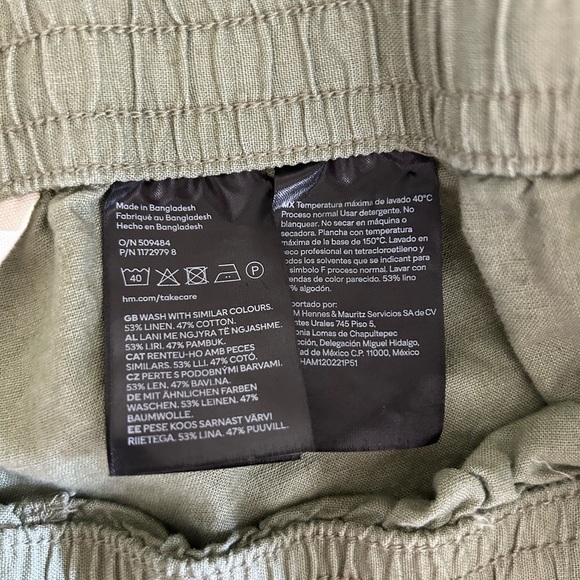 Made in Bangladesh
Fabriqué au Bangladesh
Hecho en Bangladesh
O/N 509484
P/N 1172979 8
40
P
hm.com/takecare
GB WASH WITH SIMILAR COLOURS.
53% LINEN. 47% COTTON.
AL LANI ME NGJYRA TË NGJASHME.
53% LIRI. 47% PAMBUK.
CAT RENTEU-HO AMB PECES
SIMILARS. 53% LLI. 47% COTÓ.
CZ PERTE S PODOBNÝMI BARVAMI.
53% LEN. 47% BAVLNA.
DE MIT ÄHNLICHEN FARBEN
WASCHEN. 53% LEINEN. 47%
BAUMWOLLE.
EE PESE KOOS SARNAST VÄRVI
RIIETEGA. 53% LINA. 47% PUUVILL.
MX Temperatura máxima de lavado 40°C
Proceso normal Usar detergente. No
blanquear. No secar en máquina o
secadora. Plancha con temperatura
máxima de la base de 150°C. Lavado en
seco profesional en tetracloroetileno y
todos los solventes que se indican para
símbolo F proceso normal. Lavar con
prendas de color parecido. 53% lino
algodón.
portado por:
M Hennes & Mauritz Servicios SA de CV
Urales 745 Piso 5,
Lomas de Chapultepec
Delegación Miguel Hidalgo,
de México C.P. 11000, México
HAM120221P51